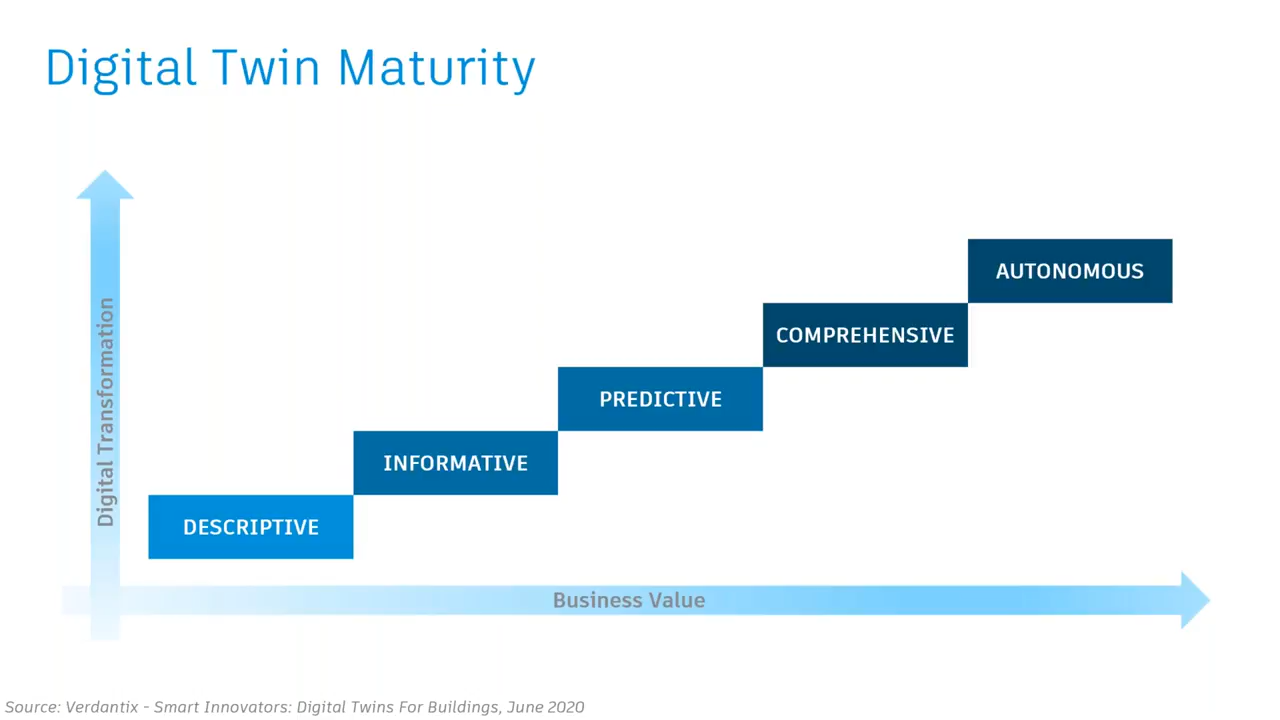 Digital Twin Maturity
AUTONOMOUS
COMPREHENSIVE
PREDICTIVE
INFORMATIVE
DESCRIPTIVE
Digital Transformation
Business Value
Source: Verdantix - Smart Innovators: Digital Twins For Buildings, June 2020